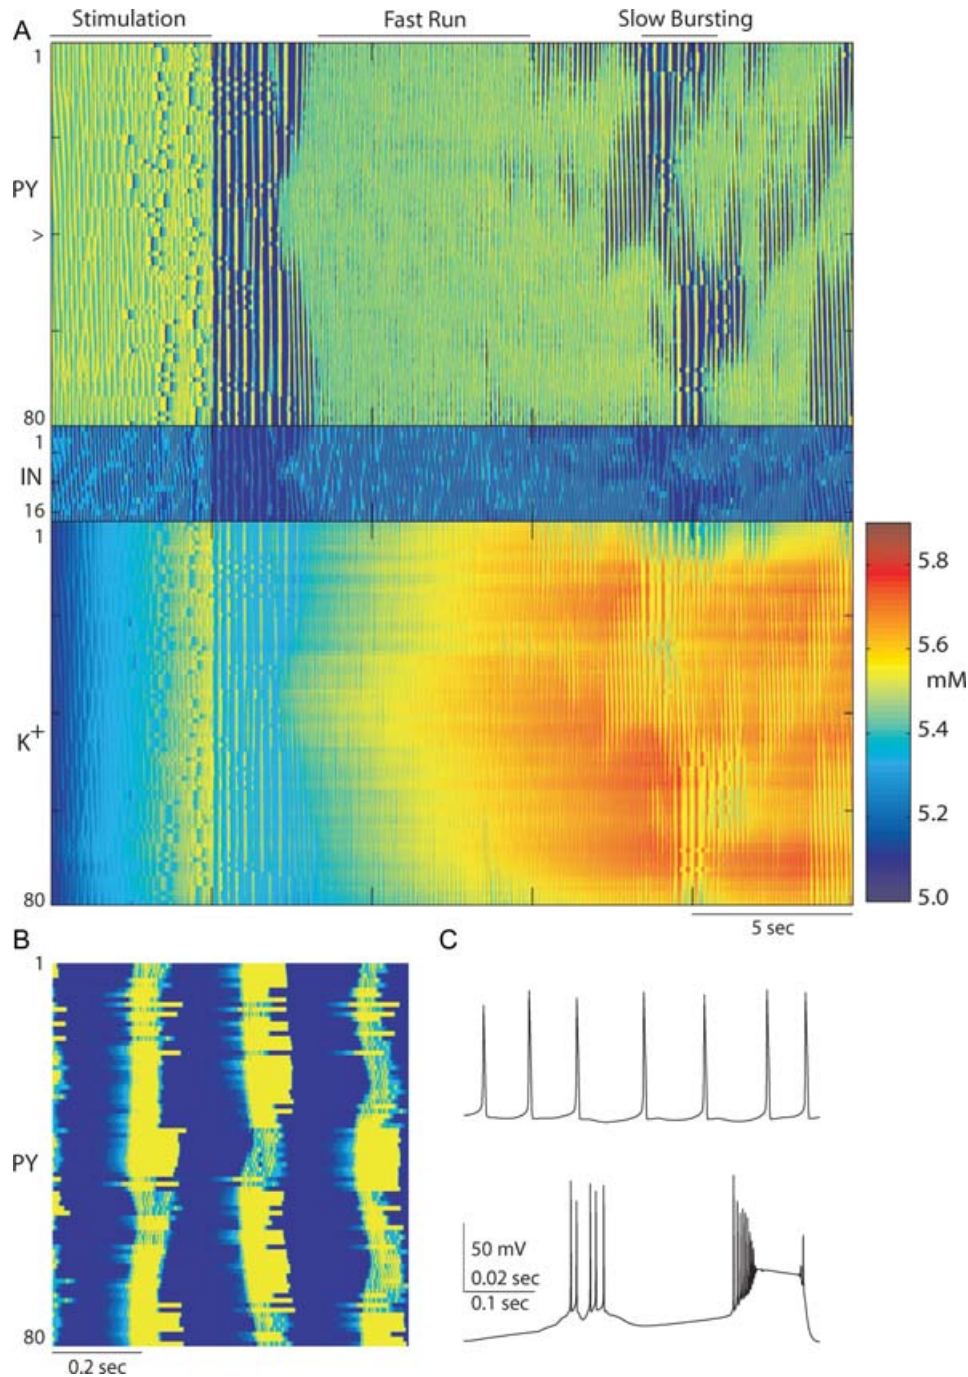 Stimulation Fast Run Slow Bursting
A
1
PY
>
80
1
IN
16
1
K+
80
5.8
5.6
mM
5.4
5.2
5.0
5 sec
B
1
PY
80
0.2 sec
C
50 mV
0.02 sec
0.1 sec